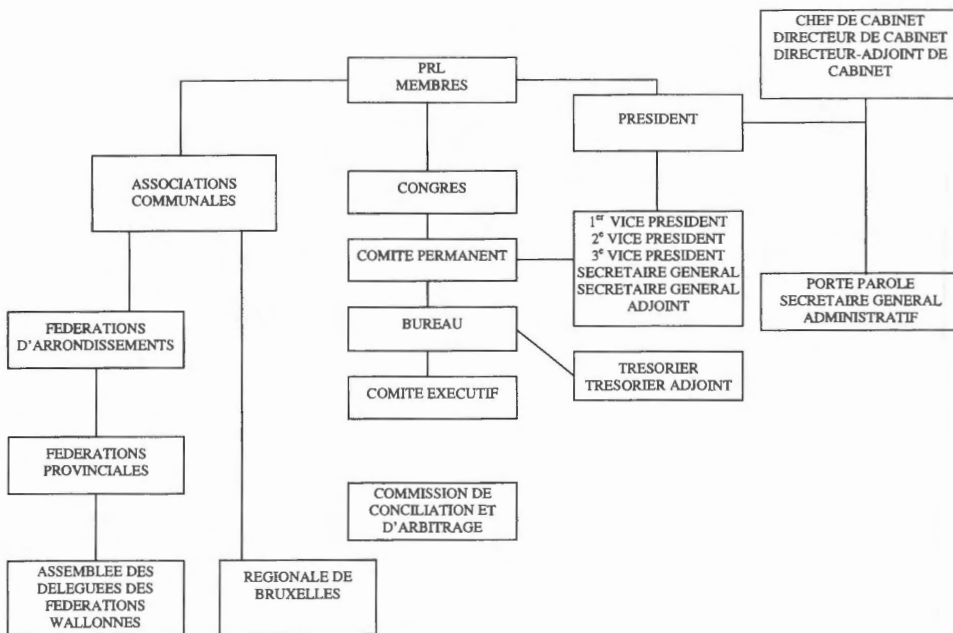 CHEF DE CABINET
DIRECTEUR DE CABINET
DIRECTEUR-ADJOINT DE
CABINET
PRL
MEMBRES
PRESIDENT
ASSOCIATIONS
COMMUNALES
CONGRES
COMITE PERMANENT
1er VICE PRESIDENT
2e VICE PRESIDENT
3e VICE PRESIDENT
SECRETAIRE GENERAL
SECRETAIRE GENERAL
ADJOINT
PORTE PAROLE
SECRETAIRE GENERAL
ADMINISTRATIF
FEDERATIONS
D'ARRONDISSEMENTS
BUREAU
TRESORIER
TRESORIER ADJOINT
COMITE EXECUTIF
FEDERATIONS
PROVINCIALES
COMMISSION DE
CONCILIATION ET
D'ARBITRAGE
ASSEMBLEE DES
DELEGUEES DES
FEDERATIONS
WALLONNES
REGIONALE DE
BRUXELLES